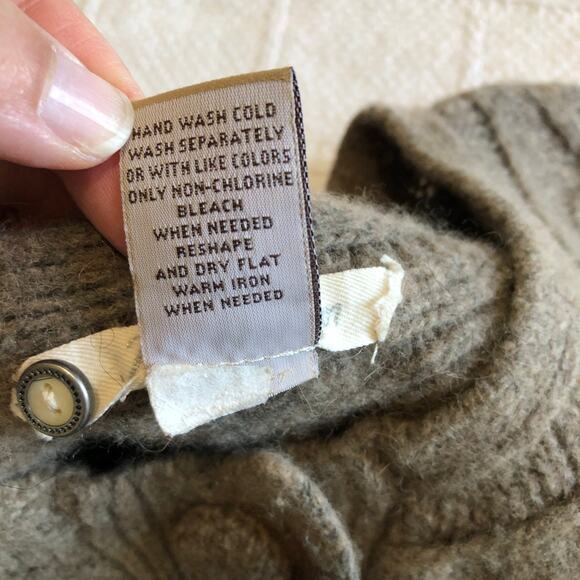 HAND WASH COLD
WASH SEPARATELY
OR WITH LIKE COLORS
ONLY NON-CHLORINE
BLEACH
WHEN NEEDED
RESHAPE
AND DRY FLAT
WARM IRON
WHEN NEEDED